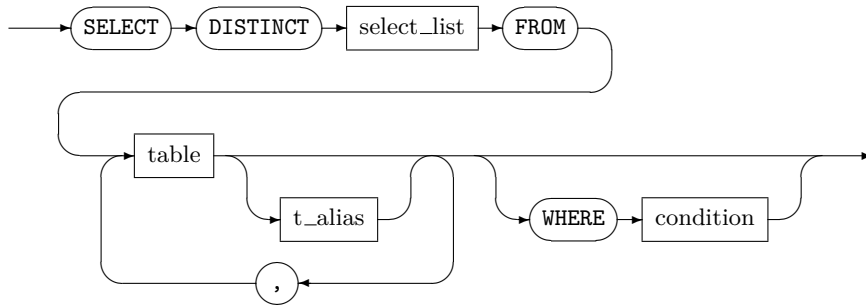 SELECT DISTINCT select_list FROM
table
t_alias WHERE condition
,